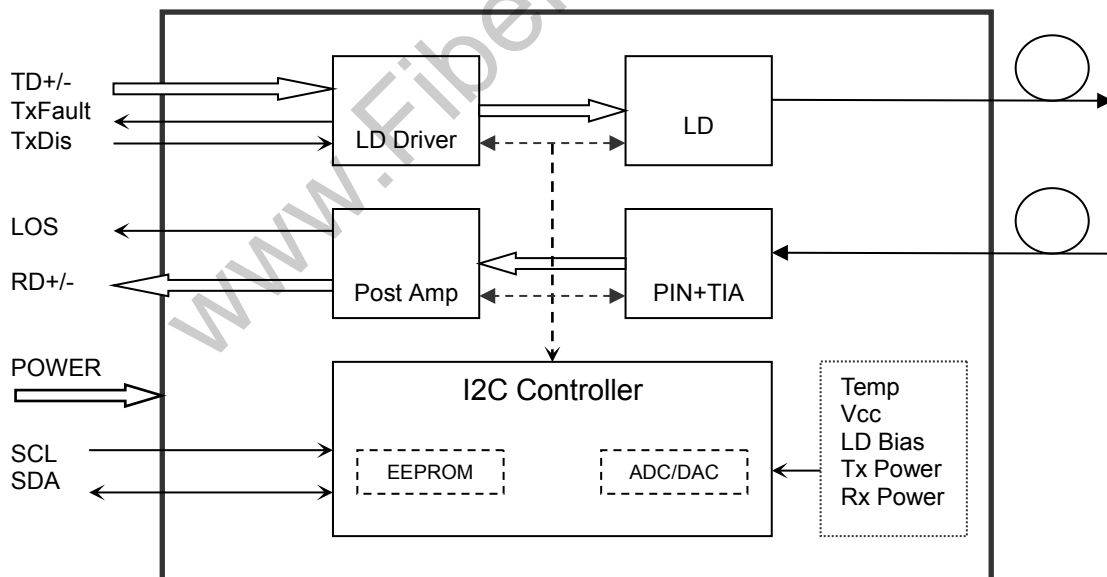 TD+/-
TxFault
TxDis
LD Driver
LD
LOS
RD+/-
Post Amp
PIN+TIA
POWER
I2C Controller
SCL
SDA
EEPROM
ADC/DAC
Temp
Vcc
LD Bias
Tx Power
Rx Power
www.Fiber